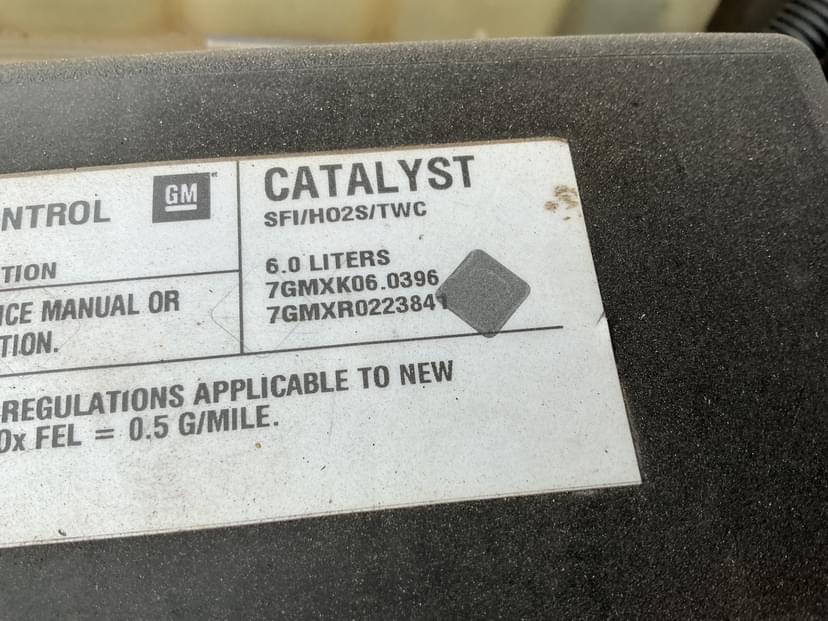 NTROL
GM
TION
ICE MANUAL OR
TION.
CATALYST
SFI/HO2S/TWC
6.0 LITERS
7GMXK06.0396
7GMXR0223841
REGULATIONS APPLICABLE TO NEW
Ox FEL = 0.5 G/MILE.